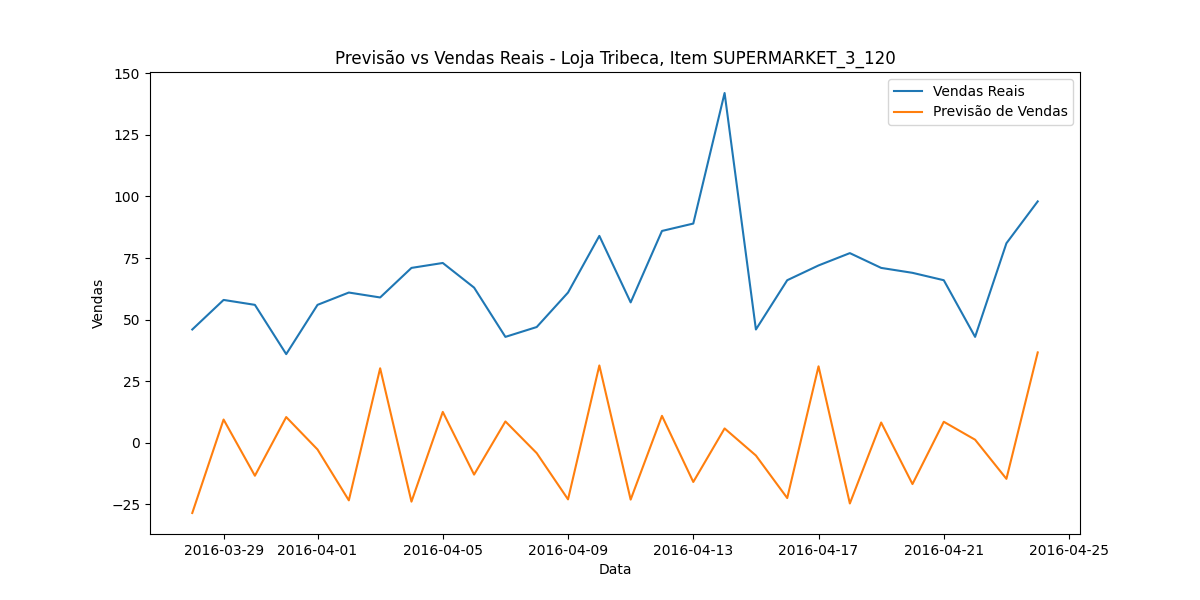 Previsão vs Vendas Reais - Loja Tribeca, Item SUPERMARKET_3_120
Vendas Reais
Previsão de Vendas
Vendas
150
125
100
75
50
25
0
−25
2016-03-29 2016-04-01 2016-04-05 2016-04-09 2016-04-13 2016-04-17 2016-04-21 2016-04-25
Data